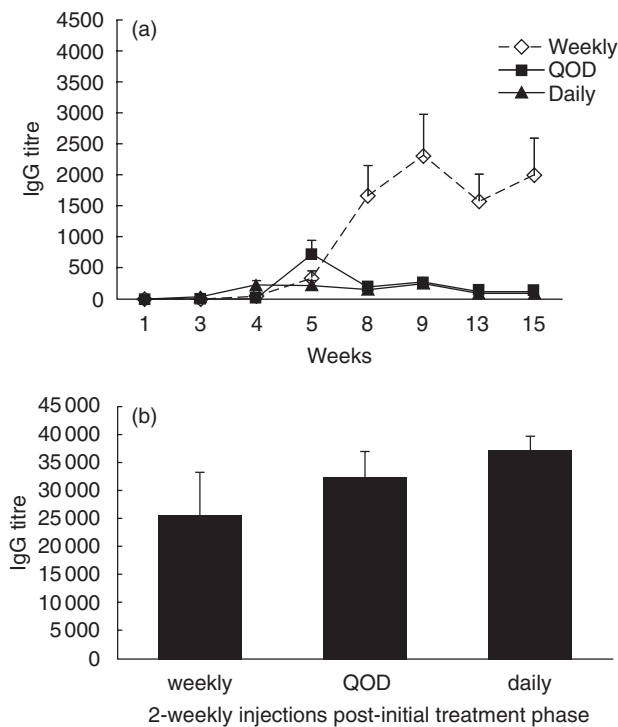 (a)
4500
4000
3500
3000
2500
2000
1500
1000
500
0
IgG titre
Weekly
QOD
Daily
1 3 4 5 8 9 13 15
Weeks
(b)
45 000
40 000
35 000
30 000
25 000
20 000
15 000
10 000
5 000
0
IgG titre
weekly QOD daily
2-weekly injections post-initial treatment phase